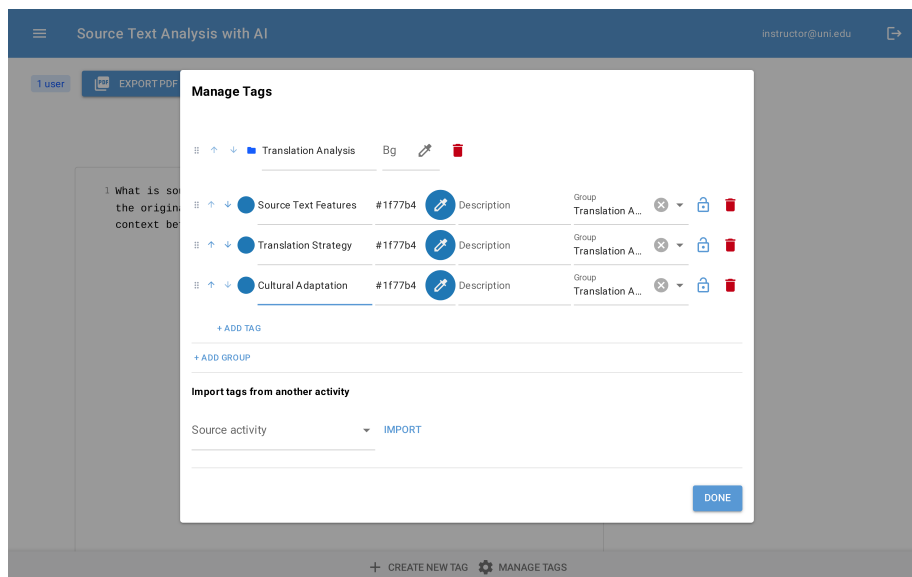 Source Text Analysis with AI
instructor@uni.edu
1 user
PDF
EXPORT PDF
Manage Tags
Translation Analysis
Bg
Source Text Features
#1f77b4
Description
Group
Translation A...
Translation Strategy
#1f77b4
Description
Group
Translation A...
Cultural Adaptation
#1f77b4
Description
Group
Translation A...
+ ADD TAG
+ ADD GROUP
Import tags from another activity
Source activity
IMPORT
DONE
1 What is sou
the origina
context be
CREATE NEW TAG
MANAGE TAGS